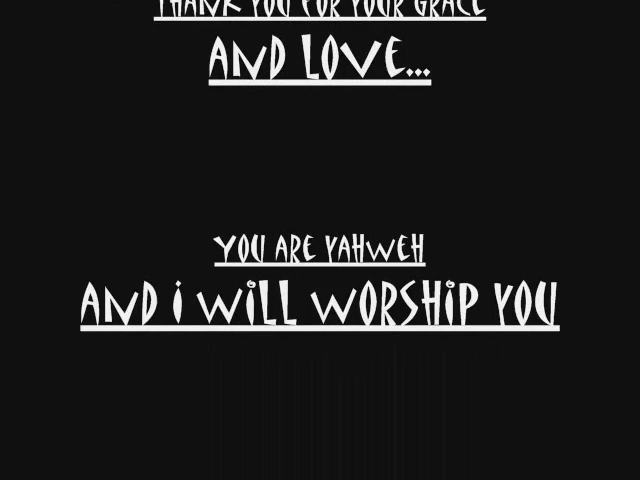 THANK YOU FOR YOUR GRACE
AND LOVE...
YOU ARE YAHWEH
AND i WiLL WORSHiP YOU